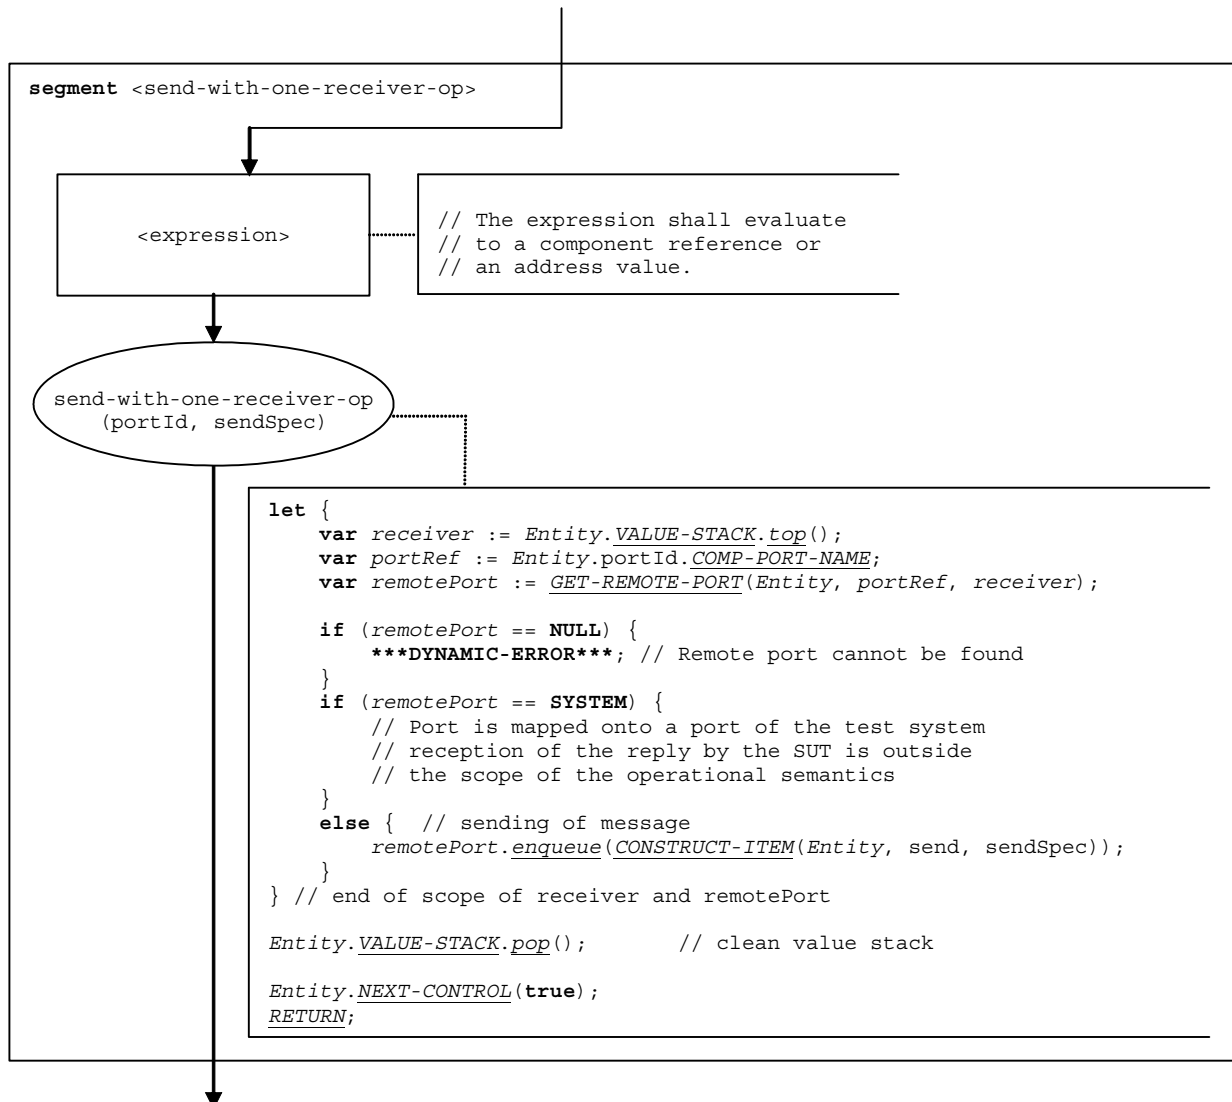 segment <send-with-one-receiver-op>
<expression>
// The expression shall evaluate
// to a component reference or
// an address value.
send-with-one-receiver-op
(portId, sendSpec)
let {
    var receiver := Entity.VALUE-STACK.top();
    var portRef := Entity.portId.COMP-PORT-NAME;
    var remotePort := GET-REMOTE-PORT(Entity, portRef, receiver);
    if (remotePort == NULL) {
        ***DYNAMIC-ERROR***; // Remote port cannot be found
    }
    if (remotePort == SYSTEM) {
        // Port is mapped onto a port of the test system
        // reception of the reply by the SUT is outside
        // the scope of the operational semantics
    }
    else {  // sending of message
        remotePort.enqueue(CONSTRUCT-ITEM(Entity, send, sendSpec));
    }
} // end of scope of receiver and remotePort
Entity.VALUE-STACK.pop();       // clean value stack
Entity.NEXT-CONTROL(true);
RETURN;